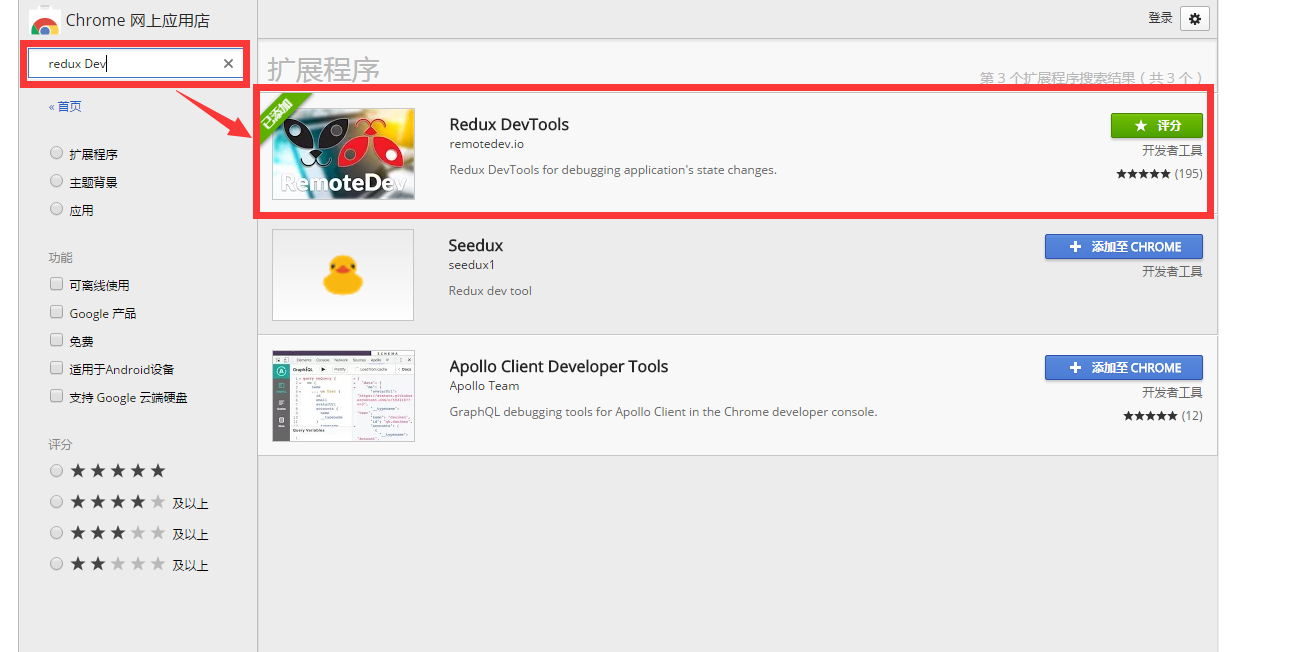 Chrome 网上应用店
登录
redux Dev
« 首页
扩展程序
主题背景
应用
功能
可离线使用
Google 产品
免费
适用于Android设备
支持 Google 云端硬盘
评分
及以上
及以上
及以上
扩展程序
第 3 个扩展程序搜索结果 ( 共 3 个 )
已添加
RemoteDev
Redux DevTools
remotedev.io
Redux DevTools for debugging application's state changes.
★ 评分
开发者工具
★★★★★ (195)
Seedux
seedux1
Redux dev tool
+ 添加至 CHROME
开发者工具
Apollo Client Developer Tools
Apollo Team
GraphQL debugging tools for Apollo Client in the Chrome developer console.
+ 添加至 CHROME
开发者工具
★★★★★ (12)